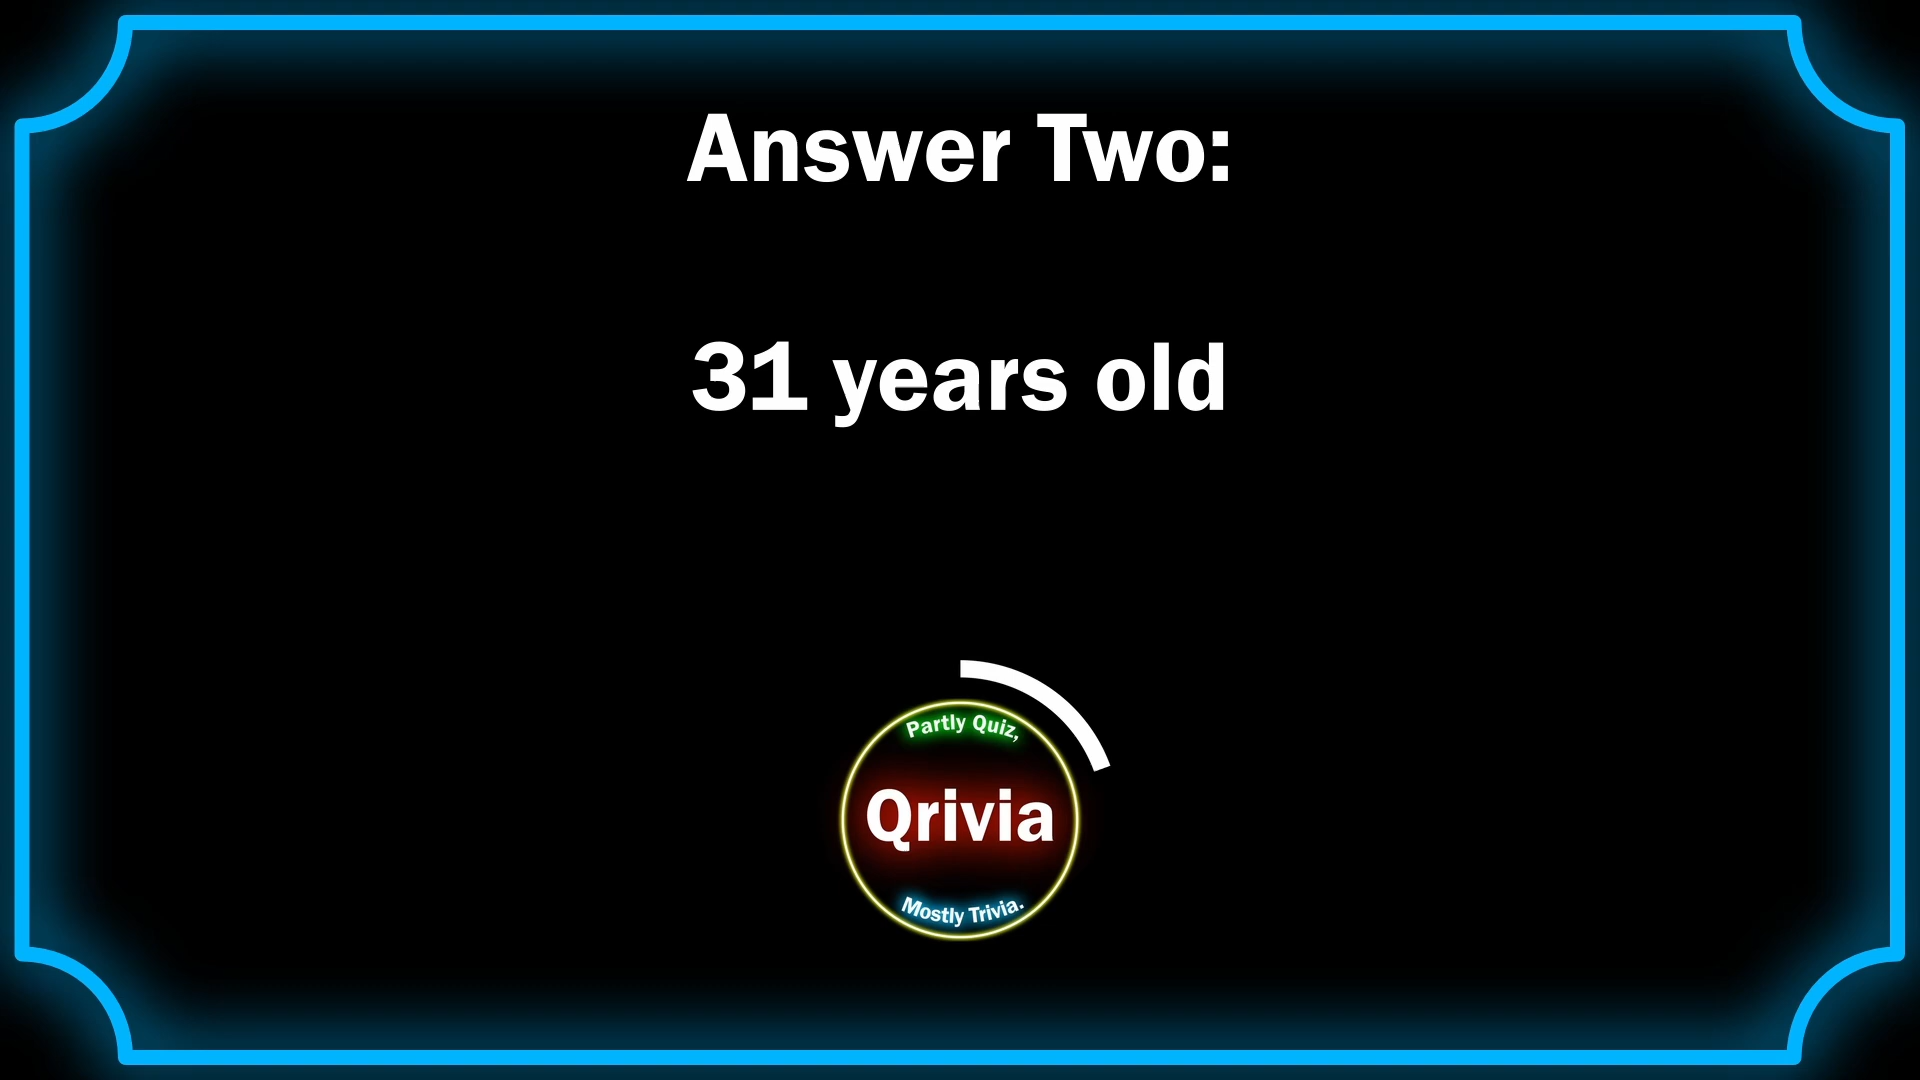 Answer Two:
31 years old
Partly Quiz,
Qrivia
Mostly Trivia.